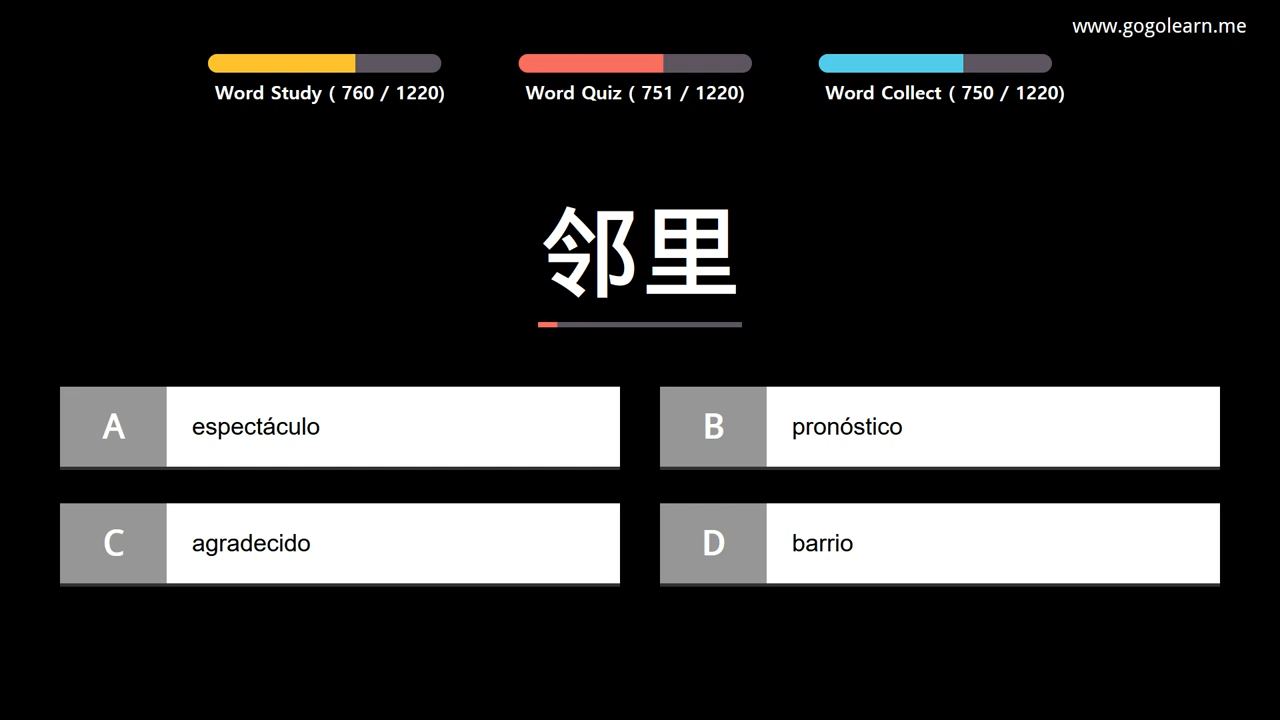 www.gogolearn.me
Word Study ( 760 / 1220)
Word Quiz ( 751 / 1220)
Word Collect ( 750 / 1220)
邻里
A espectáculo
B pronóstico
C agradecido
D barrio